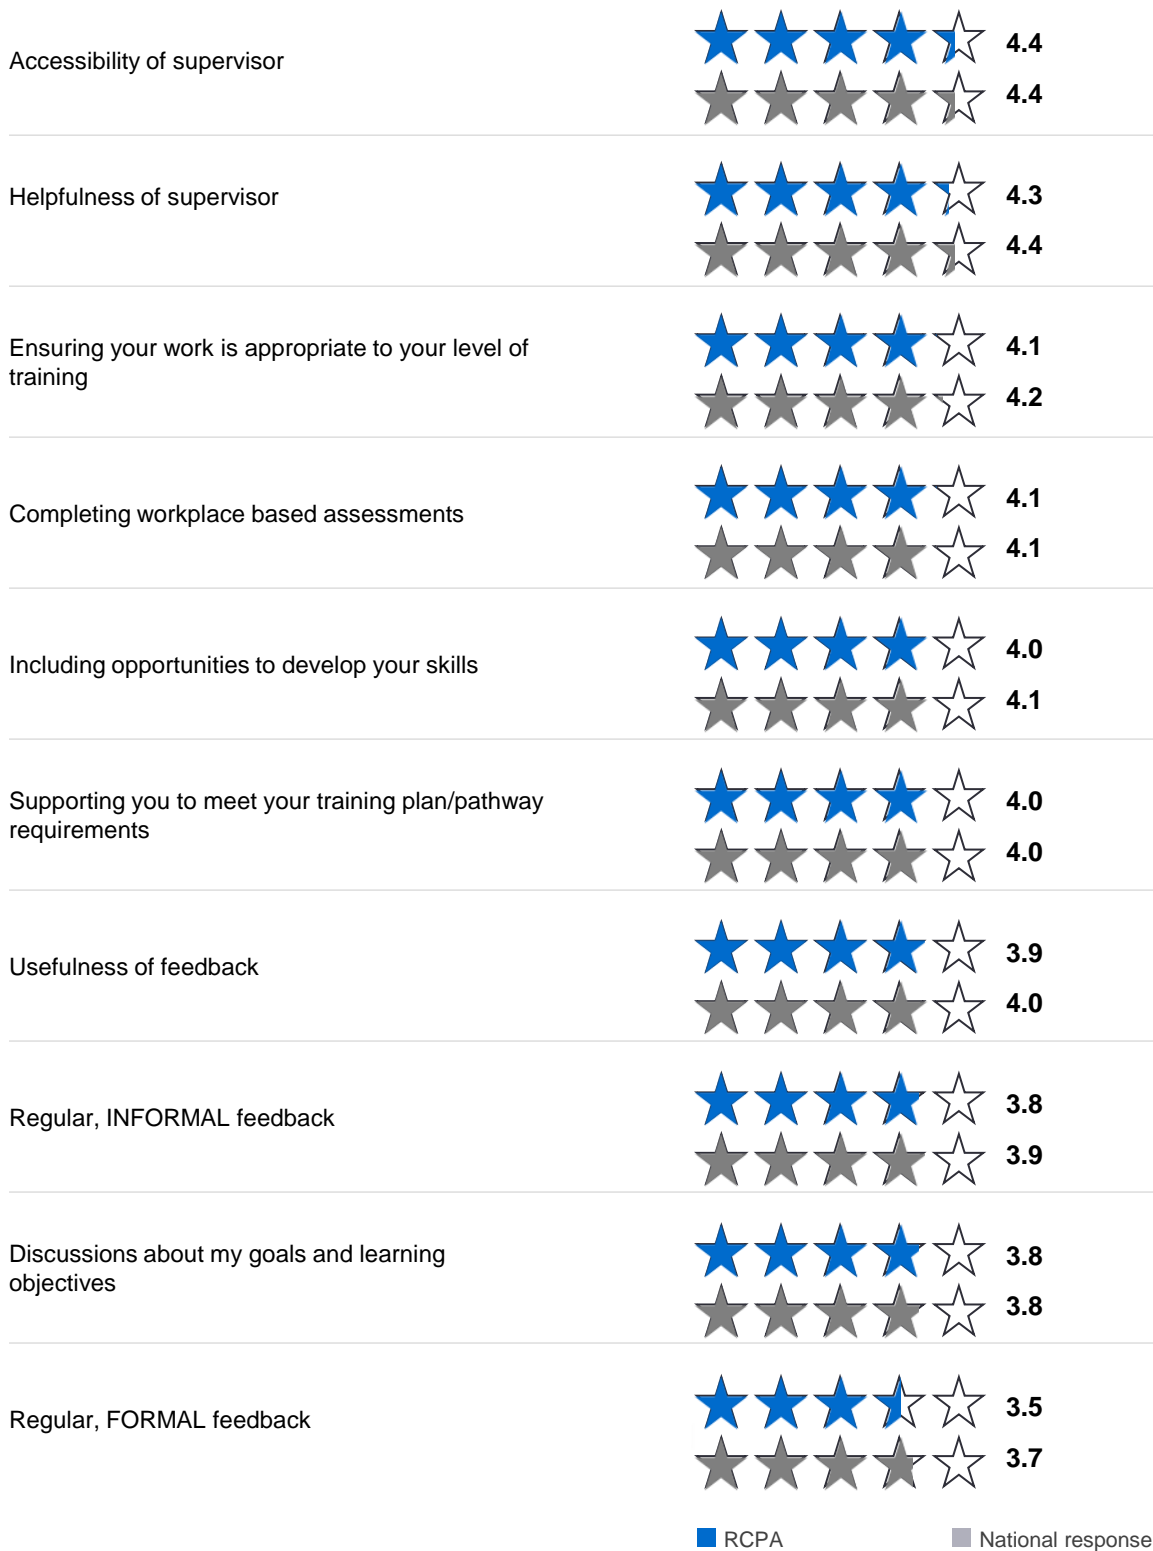 Accessibility of supervisor
4.4
4.4
Helpfulness of supervisor
4.3
4.4
Ensuring your work is appropriate to your level of
training
4.1
4.2
Completing workplace based assessments
4.1
4.1
Including opportunities to develop your skills
4.0
4.1
Supporting you to meet your training plan/pathway
requirements
4.0
4.0
Usefulness of feedback
3.9
4.0
Regular, INFORMAL feedback
3.8
3.9
Discussions about my goals and learning
objectives
3.8
3.8
Regular, FORMAL feedback
3.5
3.7
RCPA
National response